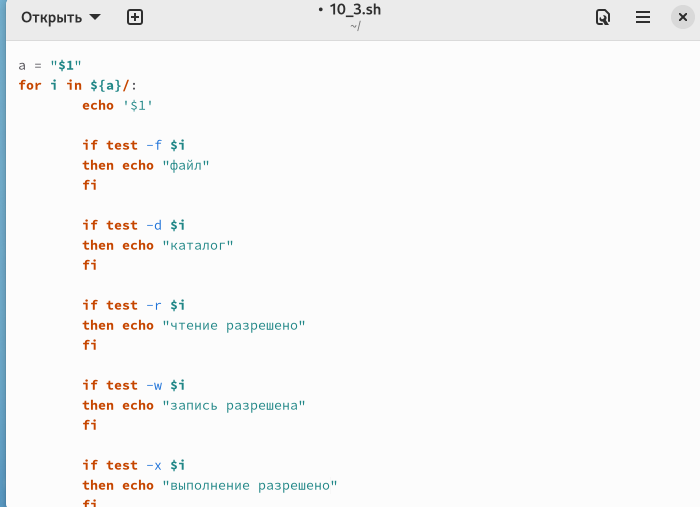 Открыть
• 10_3.sh
~/
a = "$1"
for i in ${a}/:
echo '$1'
if test -f $i
then echo "файл"
fi
if test -d $i
then echo "каталог"
fi
if test -r $i
then echo "чтение разрешено"
fi
if test -w $i
then echo "запись разрешена"
fi
if test -x $i
then echo "выполнение разрешено"
fi